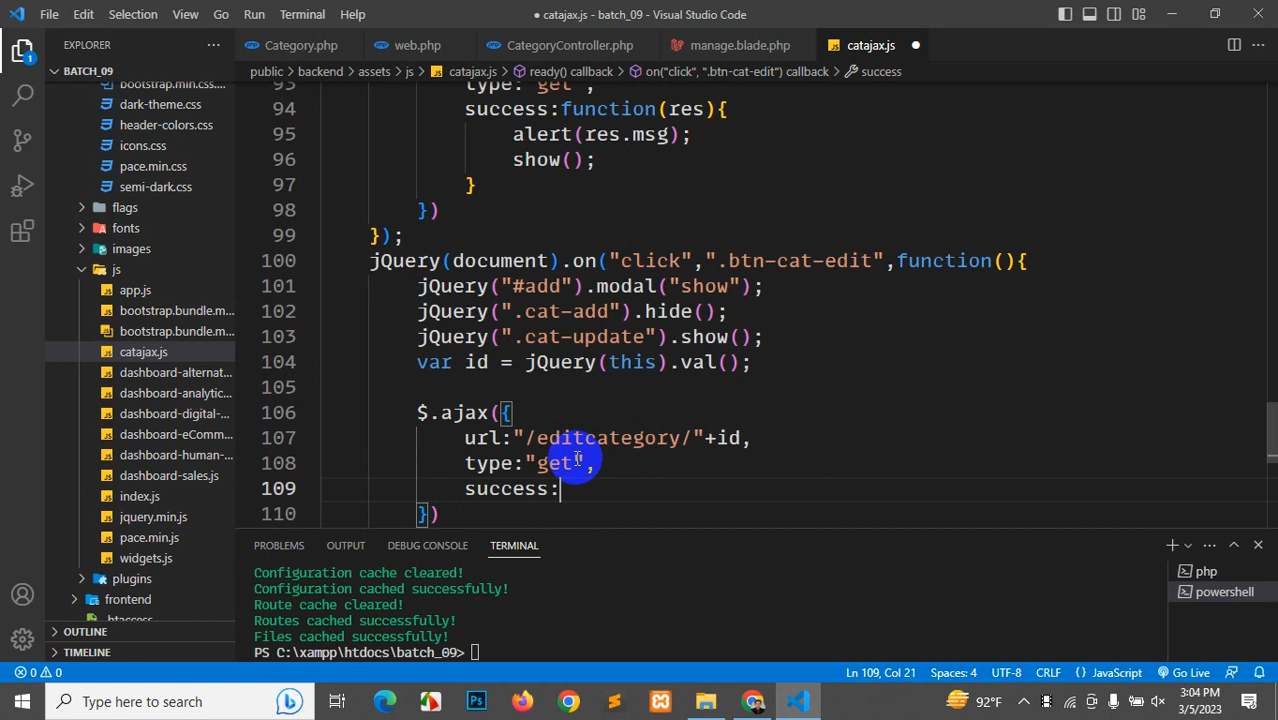 File Edit Selection View Go Run Terminal Help
● catajax.js - batch_09 - Visual Studio Code
EXPLORER
BATCH_09
bootstrap.min.css....
dark-theme.css
header-colors.css
icons.css
pace.min.css
semi-dark.css
flags
fonts
images
js
app.js
bootstrap.bundle.m...
bootstrap.bundle.m...
catajax.js
dashboard-alternat...
dashboard-analytic...
dashboard-digital-...
dashboard-eComm...
dashboard-human-...
dashboard-sales.js
index.js
jquery.min.js
pace.min.js
widgets.js
plugins
frontend
.htaccess
OUTLINE
TIMELINE
Category.php web.php CategoryController.php manage.blade.php catajax.js
public > backend > assets > js > catajax.js > ready() callback > on("click", ".btn-cat-edit") callback > success
93 type:"get",
94 success:function(res){
95 alert(res.msg);
96 show();
97 }
98 })
99 });
100 jQuery(document).on("click",".btn-cat-edit",function(){
101 jQuery("#add").modal("show");
102 jQuery(".cat-add").hide();
103 jQuery(".cat-update").show();
104 var id = jQuery(this).val();
105
106 $.ajax({
107 url:"/editcategory/"+id,
108 type:"get",
109 success:
110 })
PROBLEMS OUTPUT DEBUG CONSOLE TERMINAL
Configuration cache cleared!
Configuration cached successfully!
Route cache cleared!
Routes cached successfully!
Files cached successfully!
PS C:\xampp\htdocs\batch_09>
php
powershell
1
0 0 Ln 109, Col 21 Spaces: 4 UTF-8 CRLF JavaScript Go Live
Type here to search
Ps
92°F
3:04 PM
3/5/2023